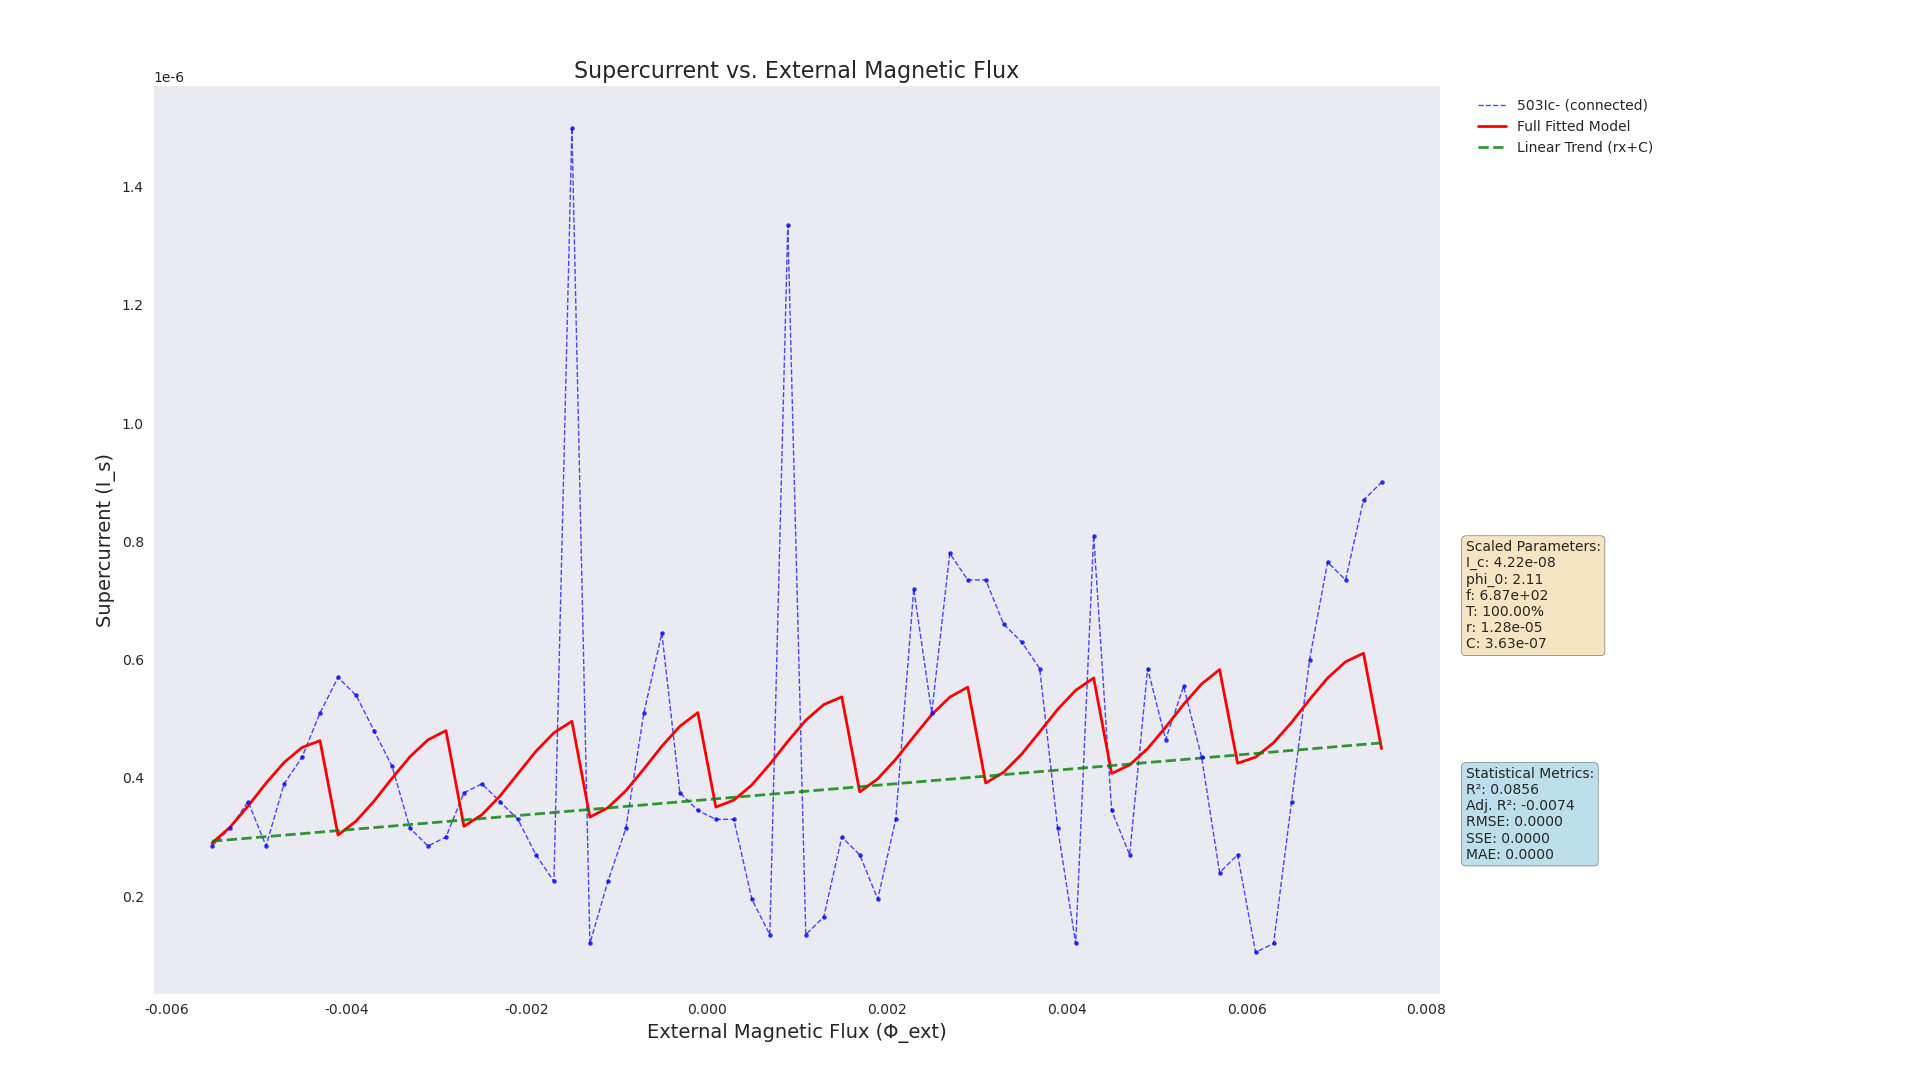 Supercurrent vs. External Magnetic Flux
1e-6
1.4
1.2
1.0
0.8
0.6
0.4
0.2
Supercurrent (I_s)
-0.006
-0.004
-0.002
0.000
0.002
0.004
0.006
0.008
External Magnetic Flux (Φ_ext)
503Ic- (connected)
Full Fitted Model
Linear Trend (rx+C)
Scaled Parameters:
I_c: 4.22e-08
phi_0: 2.11
f: 6.87e+02
T: 100.00%
r: 1.28e-05
C: 3.63e-07
Statistical Metrics:
R²: 0.0856
Adj. R²: -0.0074
RMSE: 0.0000
SSE: 0.0000
MAE: 0.0000